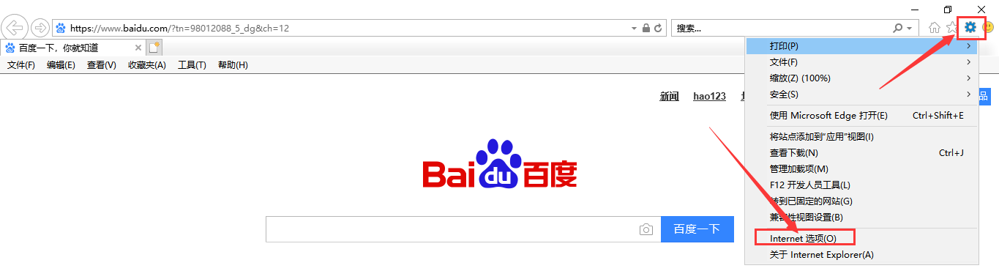 https://www.baidu.com/?tn=98012088_5_dg&ch=12
搜索...
百度一下，你就知道
文件(F) 编辑(E) 查看(V) 收藏夹(A) 工具(T) 帮助(H)
新闻 hao123
品
Bai du 百度
百度一下
打印(P)
文件(F)
缩放(Z) (100%)
安全(S)
使用 Microsoft Edge 打开(E) Ctrl+Shift+E
将站点添加到“应用”视图(I)
查看下载(N) Ctrl+J
管理加载项(M)
F12 开发人员工具(L)
转到已固定的网站(G)
兼容性视图设置(B)
Internet 选项(O)
关于 Internet Explorer(A)